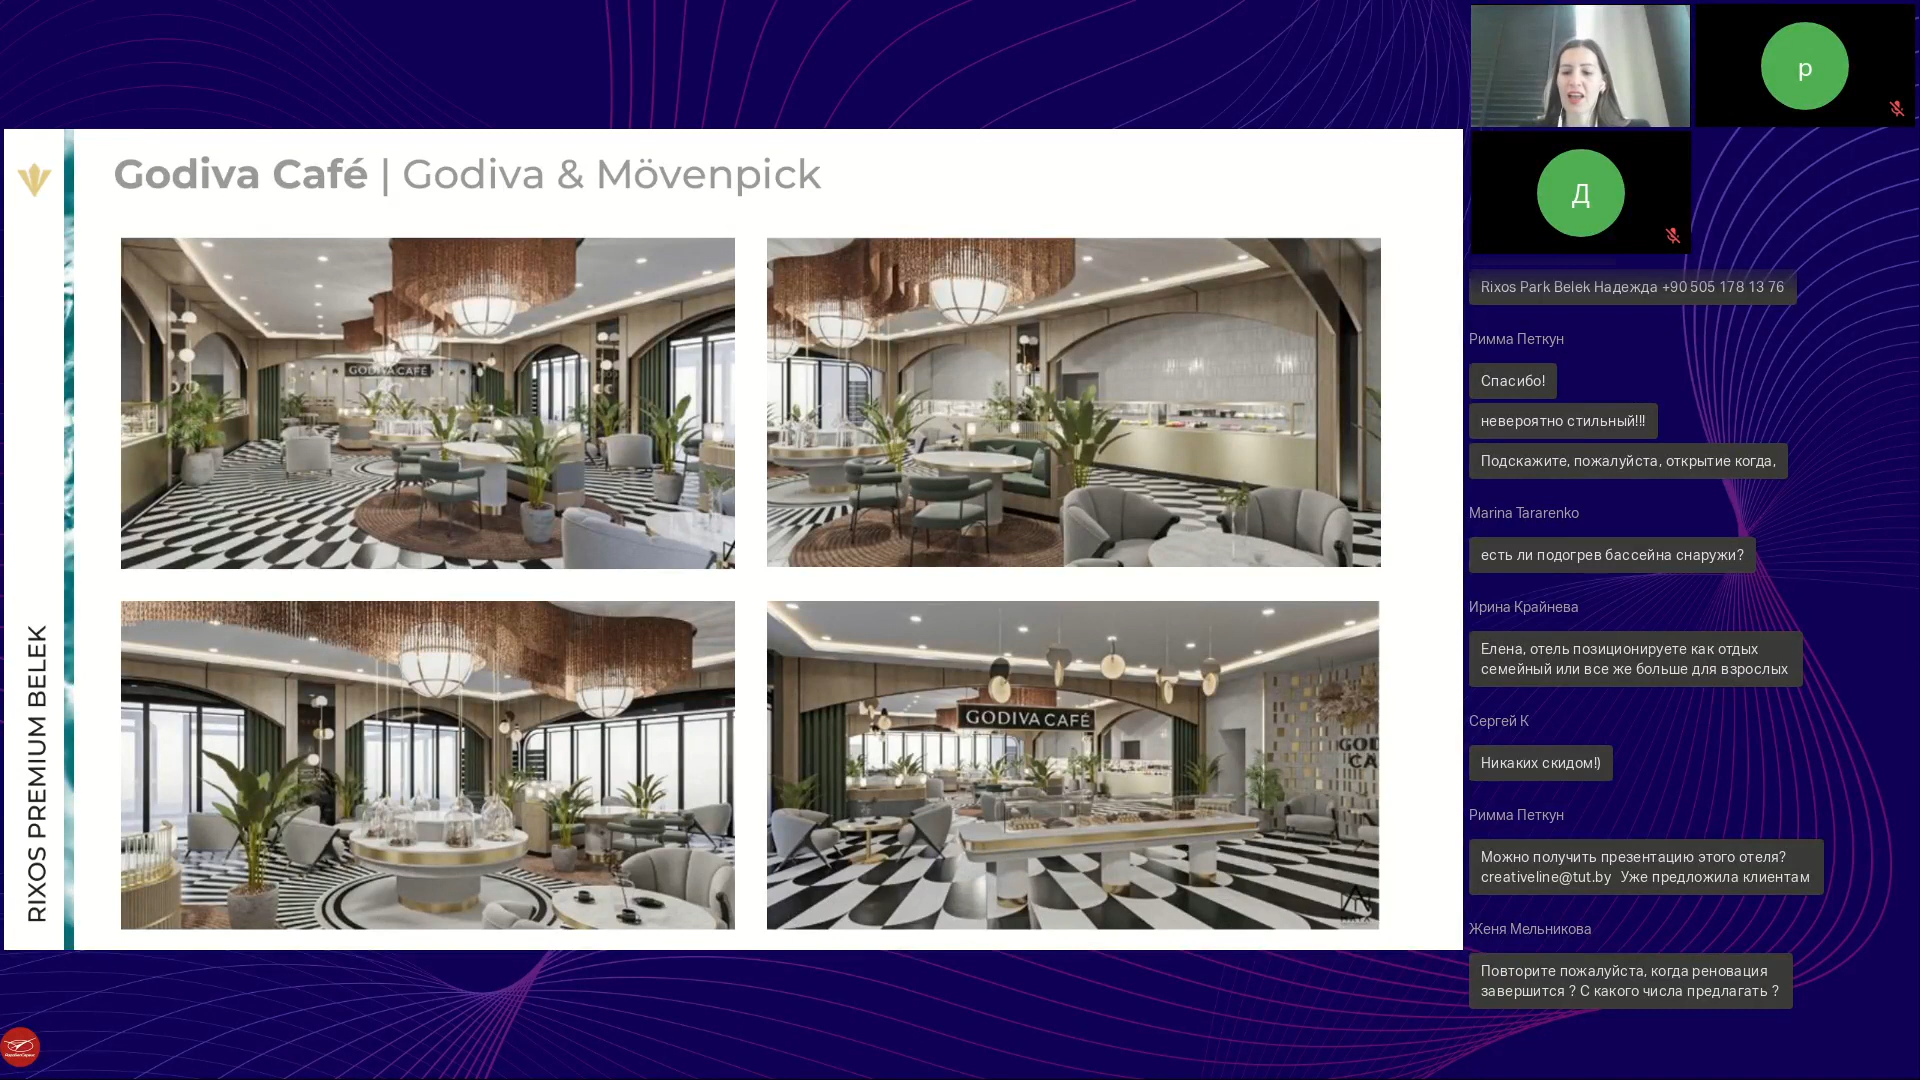 Godiva Café | Godiva & Mövenpick
RIXOS PREMIUM BELEK
GODIVA CAFÉ
GODIVA CAFÉ
р
Д
Rixos Park Belek Надежда +90 505 178 13 76
Римма Петкун
Спасибо!
невероятно стильный!!!
Подскажите, пожалуйста, открытие когда,
Marina Tararenko
есть ли подогрев бассейна снаружи?
Ирина Крайнева
Елена, отель позиционируете как отдых
семейный или все же больше для взрослых
Сергей К
Никаких скидом!)
Римма Петкун
Можно получить презентацию этого отеля?
creativeline@tut.by Уже предложила клиентам
Женя Мельникова
Повторите пожалуйста, когда реновация
завершится ? С какого числа предлагать ?